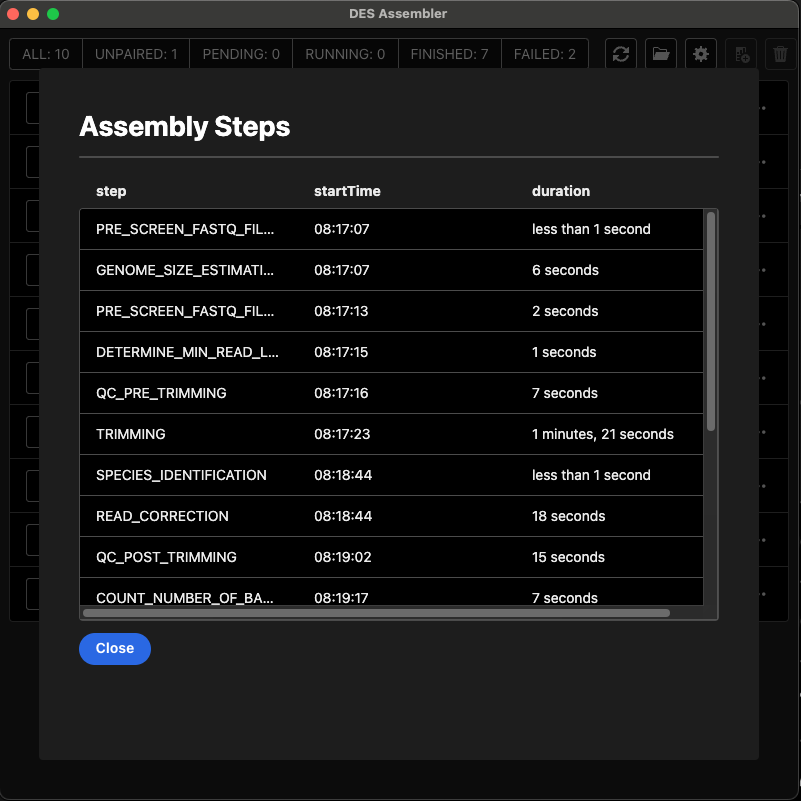 DES Assembler
ALL: 10 UNPAIRED: 1 PENDING: 0 RUNNING: 0 FINISHED: 7 FAILED: 2
Assembly Steps
step startTime duration
PRE_SCREEN_FASTQ_FIL... 08:17:07 less than 1 second
GENOME_SIZE_ESTIMATI... 08:17:07 6 seconds
PRE_SCREEN_FASTQ_FIL... 08:17:13 2 seconds
DETERMINE_MIN_READ_L... 08:17:15 1 seconds
QC_PRE_TRIMMING 08:17:16 7 seconds
TRIMMING 08:17:23 1 minutes, 21 seconds
SPECIES_IDENTIFICATION 08:18:44 less than 1 second
READ_CORRECTION 08:18:44 18 seconds
QC_POST_TRIMMING 08:19:02 15 seconds
COUNT_NUMBER_OF_BA... 08:19:17 7 seconds
Close